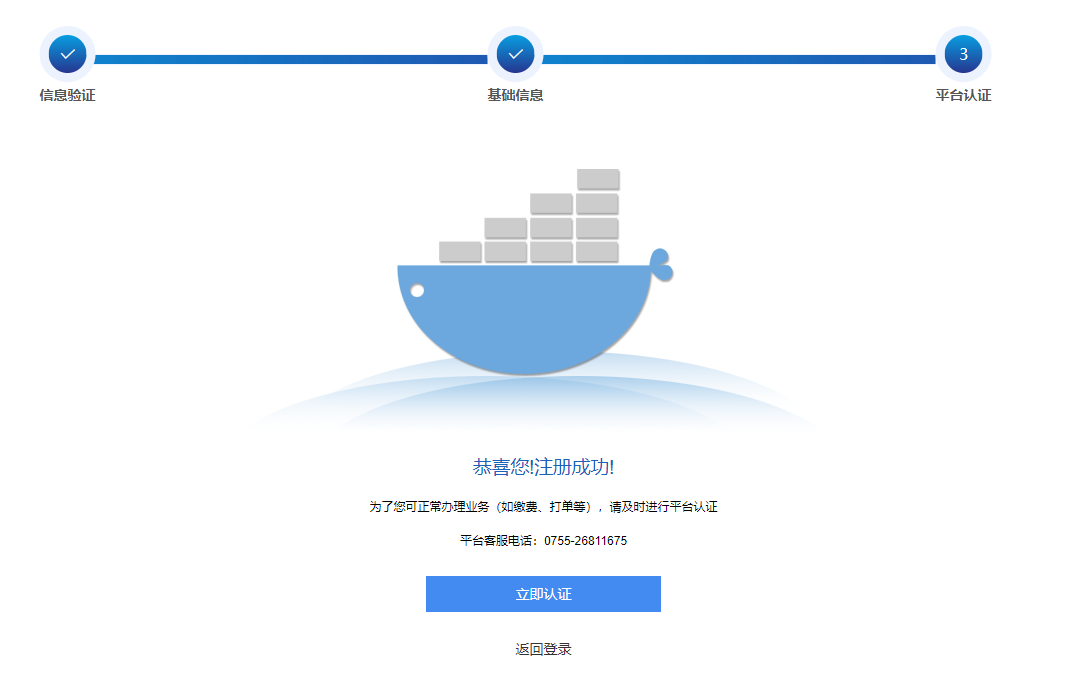 3
信息验证
基础信息
平台认证
恭喜您!注册成功!
为了您可正常办理业务（如缴费、打单等），请及时进行平台认证
平台客服电话：0755-26811675
立即认证
返回登录